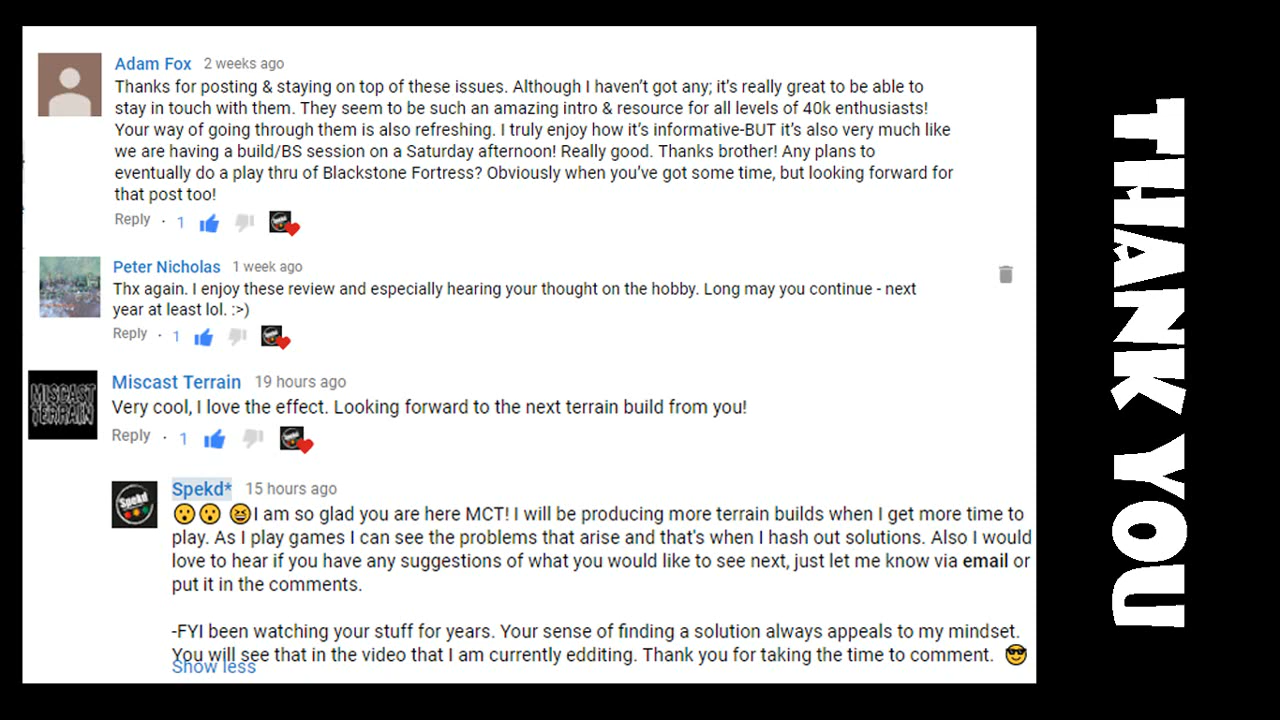 Adam Fox 2 weeks ago
Thanks for posting & staying on top of these issues. Although I haven't got any; it's really great to be able to
stay in touch with them. They seem to be such an amazing intro & resource for all levels of 40k enthusiasts!
Your way of going through them is also refreshing. I truly enjoy how it's informative-BUT it's also very much like
we are having a build/BS session on a Saturday afternoon! Really good. Thanks brother! Any plans to
eventually do a play thru of Blackstone Fortress? Obviously when you've got some time, but looking forward for
that post too!
Reply · 1
Peter Nicholas 1 week ago
Thx again. I enjoy these review and especially hearing your thought on the hobby. Long may you continue - next
year at least lol. :>)
Reply · 1
MISCAST
TERRAIN
Miscast Terrain 19 hours ago
Very cool, I love the effect. Looking forward to the next terrain build from you!
Reply · 1
Spekd
Spekd* 15 hours ago
😮😮 😆I am so glad you are here MCT! I will be producing more terrain builds when I get more time to
play. As I play games I can see the problems that arise and that's when I hash out solutions. Also I would
love to hear if you have any suggestions of what you would like to see next, just let me know via email or
put it in the comments.
-FYI been watching your stuff for years. Your sense of finding a solution always appeals to my mindset.
You will see that in the video that I am currently edditing. Thank you for taking the time to comment. 😎
Show less
THANK YOU